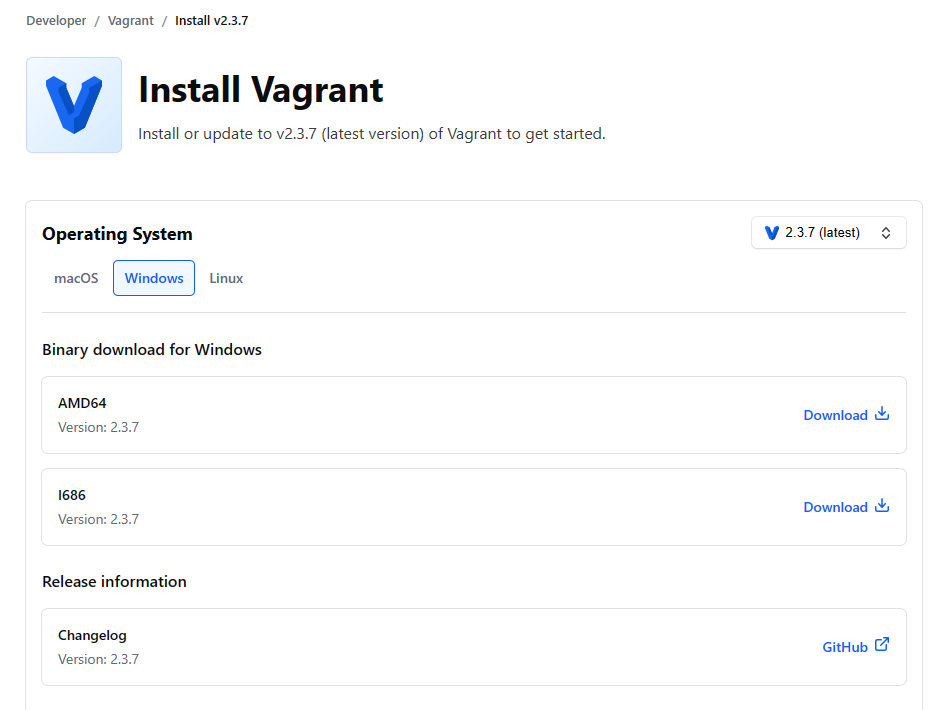 Developer / Vagrant / Install v2.3.7
Install Vagrant
Install or update to v2.3.7 (latest version) of Vagrant to get started.
Operating System
2.3.7 (latest)
macOS Windows Linux
Binary download for Windows
AMD64
Version: 2.3.7
Download
I686
Version: 2.3.7
Download
Release information
Changelog
Version: 2.3.7
GitHub